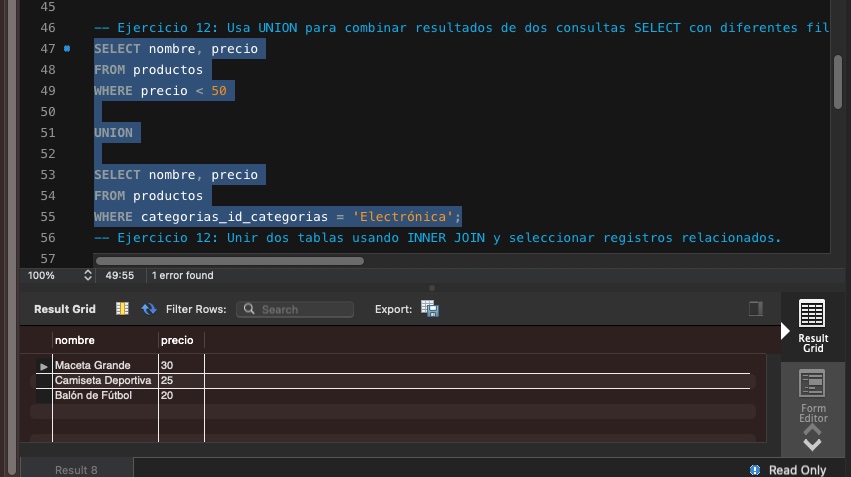 45
46 -- Ejercicio 12: Usa UNION para combinar resultados de dos consultas SELECT con diferentes fil
47 SELECT nombre, precio
48 FROM productos
49 WHERE precio < 50
50
51 UNION
52
53 SELECT nombre, precio
54 FROM productos
55 WHERE categorias_id_categorias = 'Electrónica';
56 -- Ejercicio 12: Unir dos tablas usando INNER JOIN y seleccionar registros relacionados.
57
100% 49:55 1 error found
Result Grid Filter Rows: Search Export:
nombre precio
Maceta Grande 30
Camiseta Deportiva 25
Balón de Fútbol 20
Result
Grid
Form
Editor
Result 8
Read Only